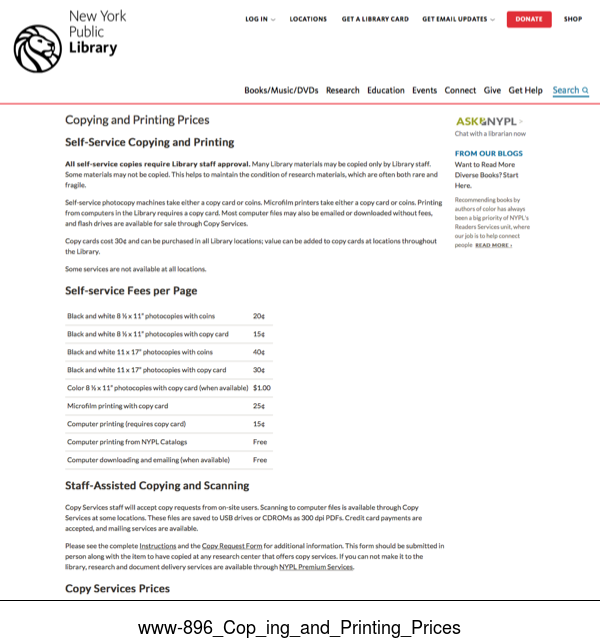 New York
Public
Library
LOG IN
LOCATIONS
GET A LIBRARY CARD
GET EMAIL UPDATES
DONATE
SHOP
Books/Music/DVDs Research Education Events Connect Give Get Help Search
Copying and Printing Prices
Self-Service Copying and Printing
All self-service copies require Library staff approval. Many Library materials may be copied only by Library staff.
Some materials may not be copied. This helps to maintain the condition of research materials, which are often both rare and
fragile.
Self-service photocopy machines take either a copy card or coins. Microfilm printers take either a copy card or coins. Printing
from computers in the Library requires a copy card. Most computer files may also be emailed or downloaded without fees,
and flash drives are available for sale through Copy Services.
Copy cards cost 30¢ and can be purchased in all Library locations; value can be added to copy cards at locations throughout
the Library.
Some services are not available at all locations.
Self-service Fees per Page
Black and white 8 ½ x 11" photocopies with coins 20¢
Black and white 8 ½ x 11" photocopies with copy card 15¢
Black and white 11 x 17" photocopies with coins 40¢
Black and white 11 x 17" photocopies with copy card 30¢
Color 8 ½ x 11" photocopies with copy card (when available) $1.00
Microfilm printing with copy card 25¢
Computer printing (requires copy card) 15¢
Computer printing from NYPL Catalogs Free
Computer downloading and emailing (when available) Free
Staff-Assisted Copying and Scanning
Copy Services staff will accept copy requests from on-site users. Scanning to computer files is available through Copy
Services at some locations. These files are saved to USB drives or CDROMs as 300 dpi PDFs. Credit card payments are
accepted, and mailing services are available.
Please see the complete Instructions and the Copy Request Form for additional information. This form should be submitted in
person along with the item to have copied at any research center that offers copy services. If you can not make it to the
library, research and document delivery services are available through NYPL Premium Services.
Copy Services Prices
ASK NYPL >
Chat with a librarian now
FROM OUR BLOGS
Want to Read More
Diverse Books? Start
Here.
Recommending books by
authors of color has always
been a big priority of NYPL's
Readers Services unit, where
our job is to help connect
people READ MORE ›
www-896_Cop_ing_and_Printing_Prices